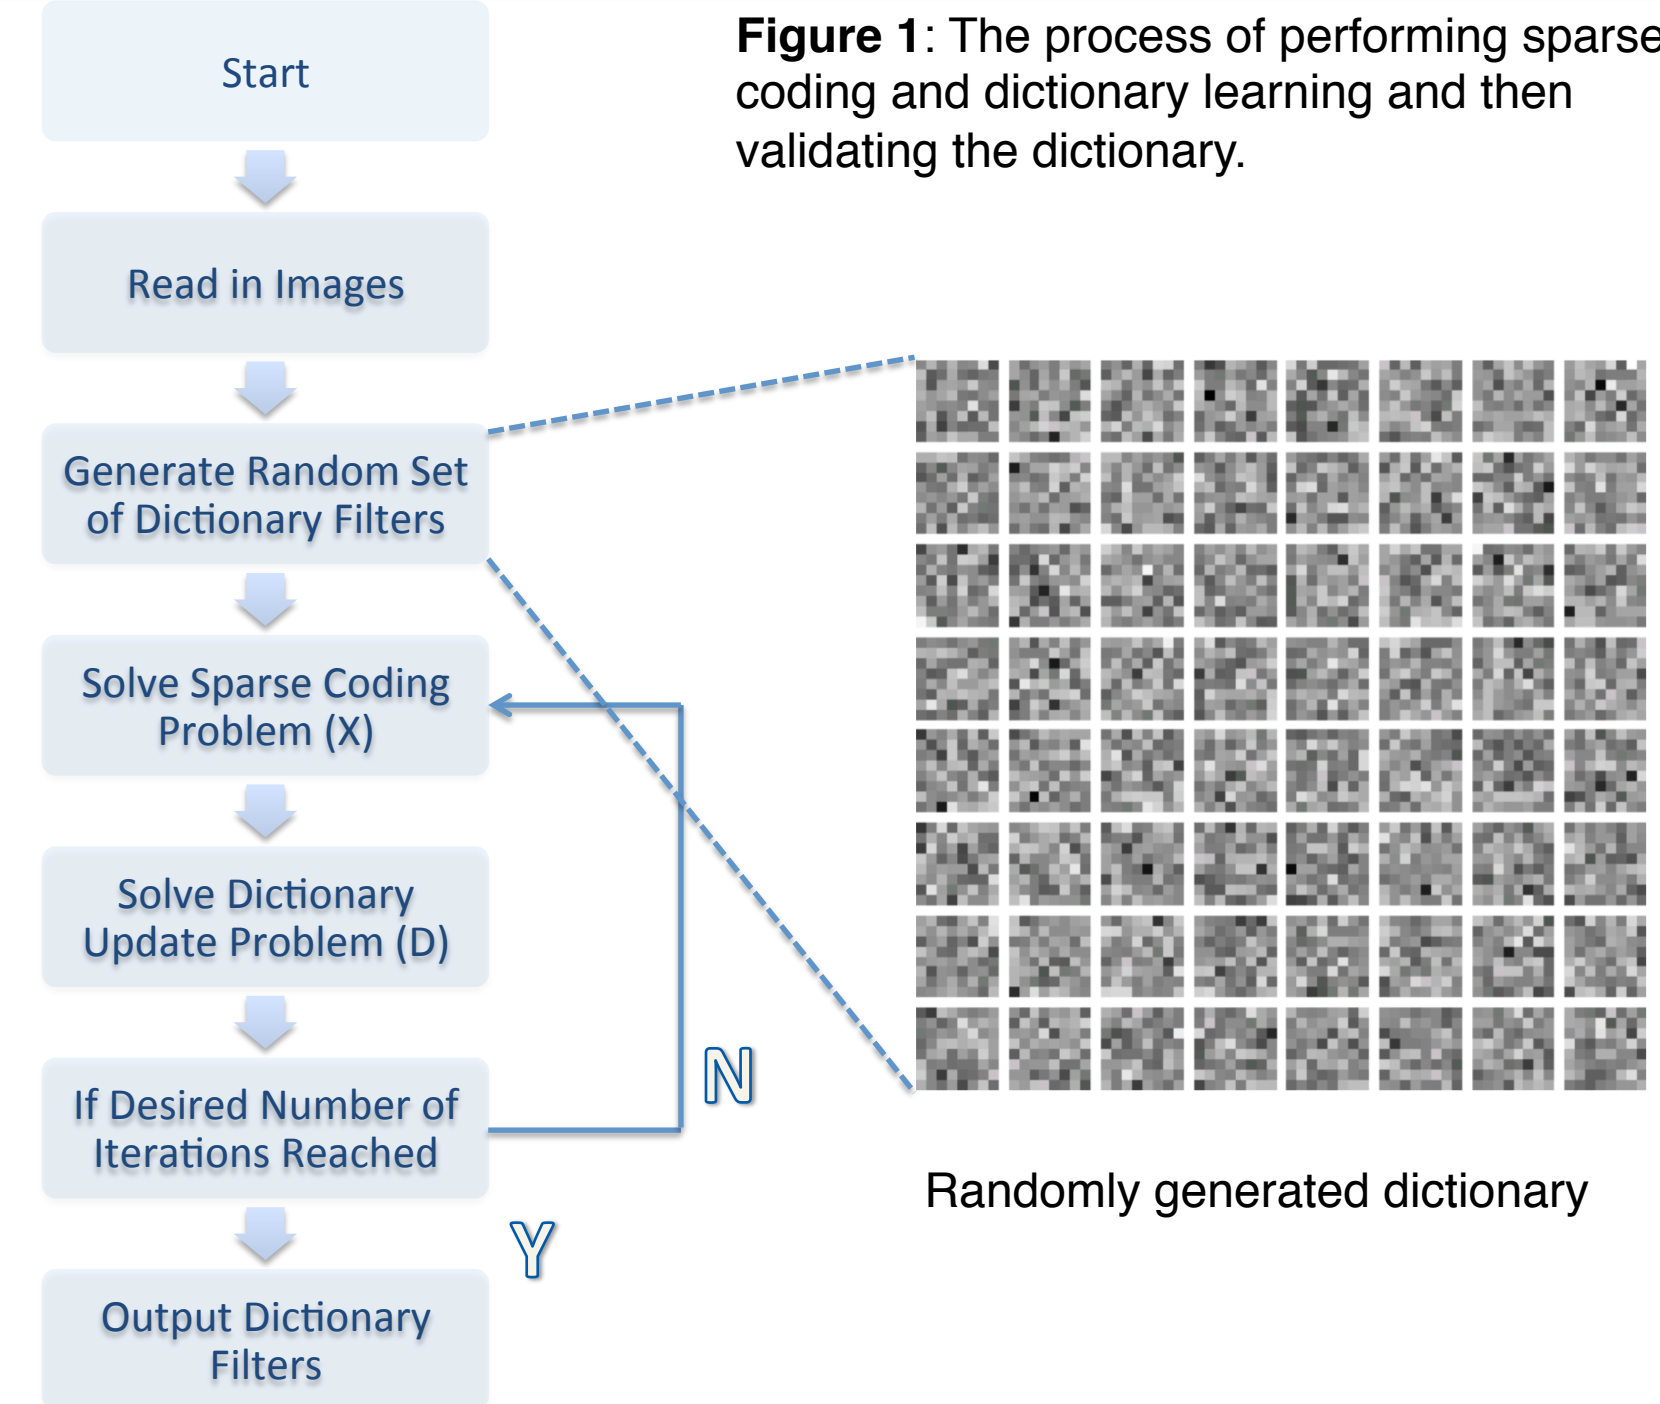 Start
Figure 1: The process of performing sparse
coding and dictionary learning and then
validating the dictionary.
Read in Images
Generate Random Set
of Dictionary Filters
Solve Sparse Coding
Problem (X)
Solve Dictionary
Update Problem (D)
If Desired Number of
Iterations Reached
N
Randomly generated dictionary
Y
Output Dictionary
Filters